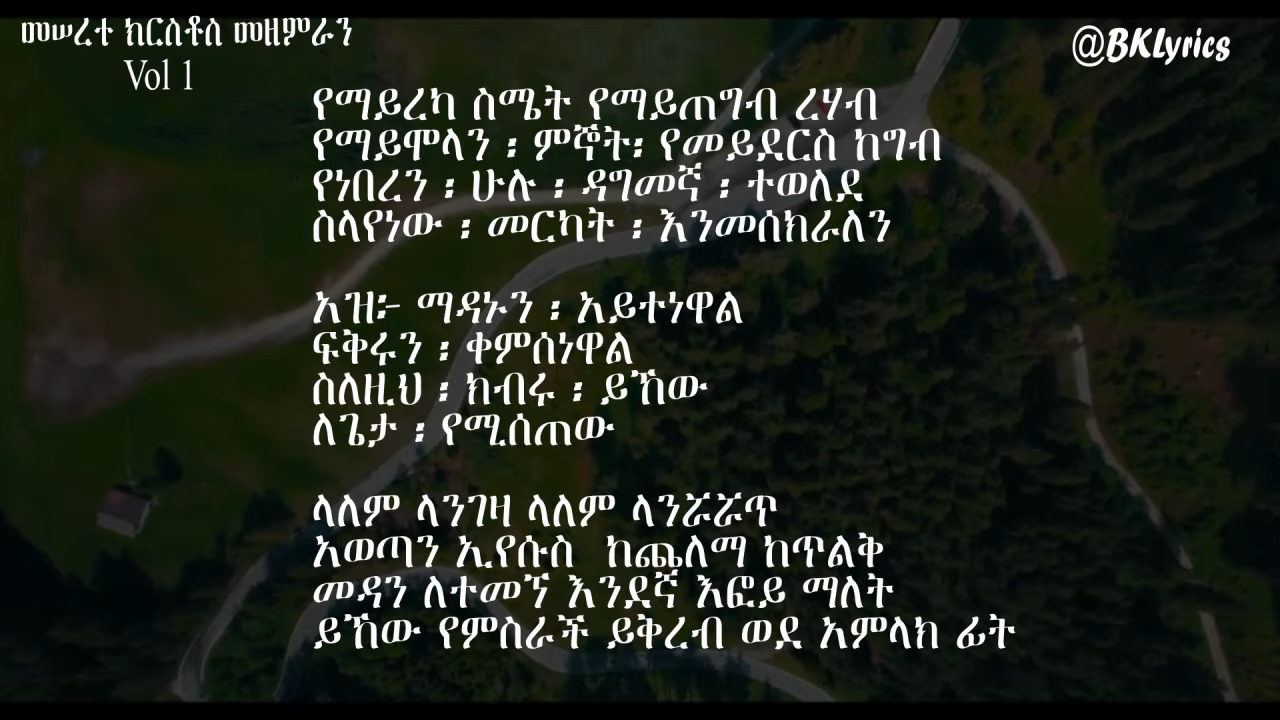 መሠረተ ክርስቶስ መዘምራን
Vol 1
@BKLyrics
የማይረካ ስሜት የማይጠግብ ረሃብ
የማይሞላን ፡ ምኞት፡ የመይደርስ ከግብ
የነበረን ፡ ሁሉ ፡ ዳግመኛ ፡ ተወለደ
ስላየነው ፡ መርካት ፡ እንመሰክራለን
አዝ፦ ማዳኑን ፡ አይተነዋል
ፍቅሩን ፡ ቀምሰነዋል
ስለዚህ ፡ ክብሩ ፡ ይኸው
ለጌታ ፡ የሚሰጠው
ላለም ላንገዛ ላለም ላንሯሯጥ
አወጣን ኢየሱስ ከጨለማ ከጥልቅ
መዳን ለተመኘ እንደኛ እፎይ ማለት
ይኸው የምስራች ይቅረብ ወደ አምላክ ፊት